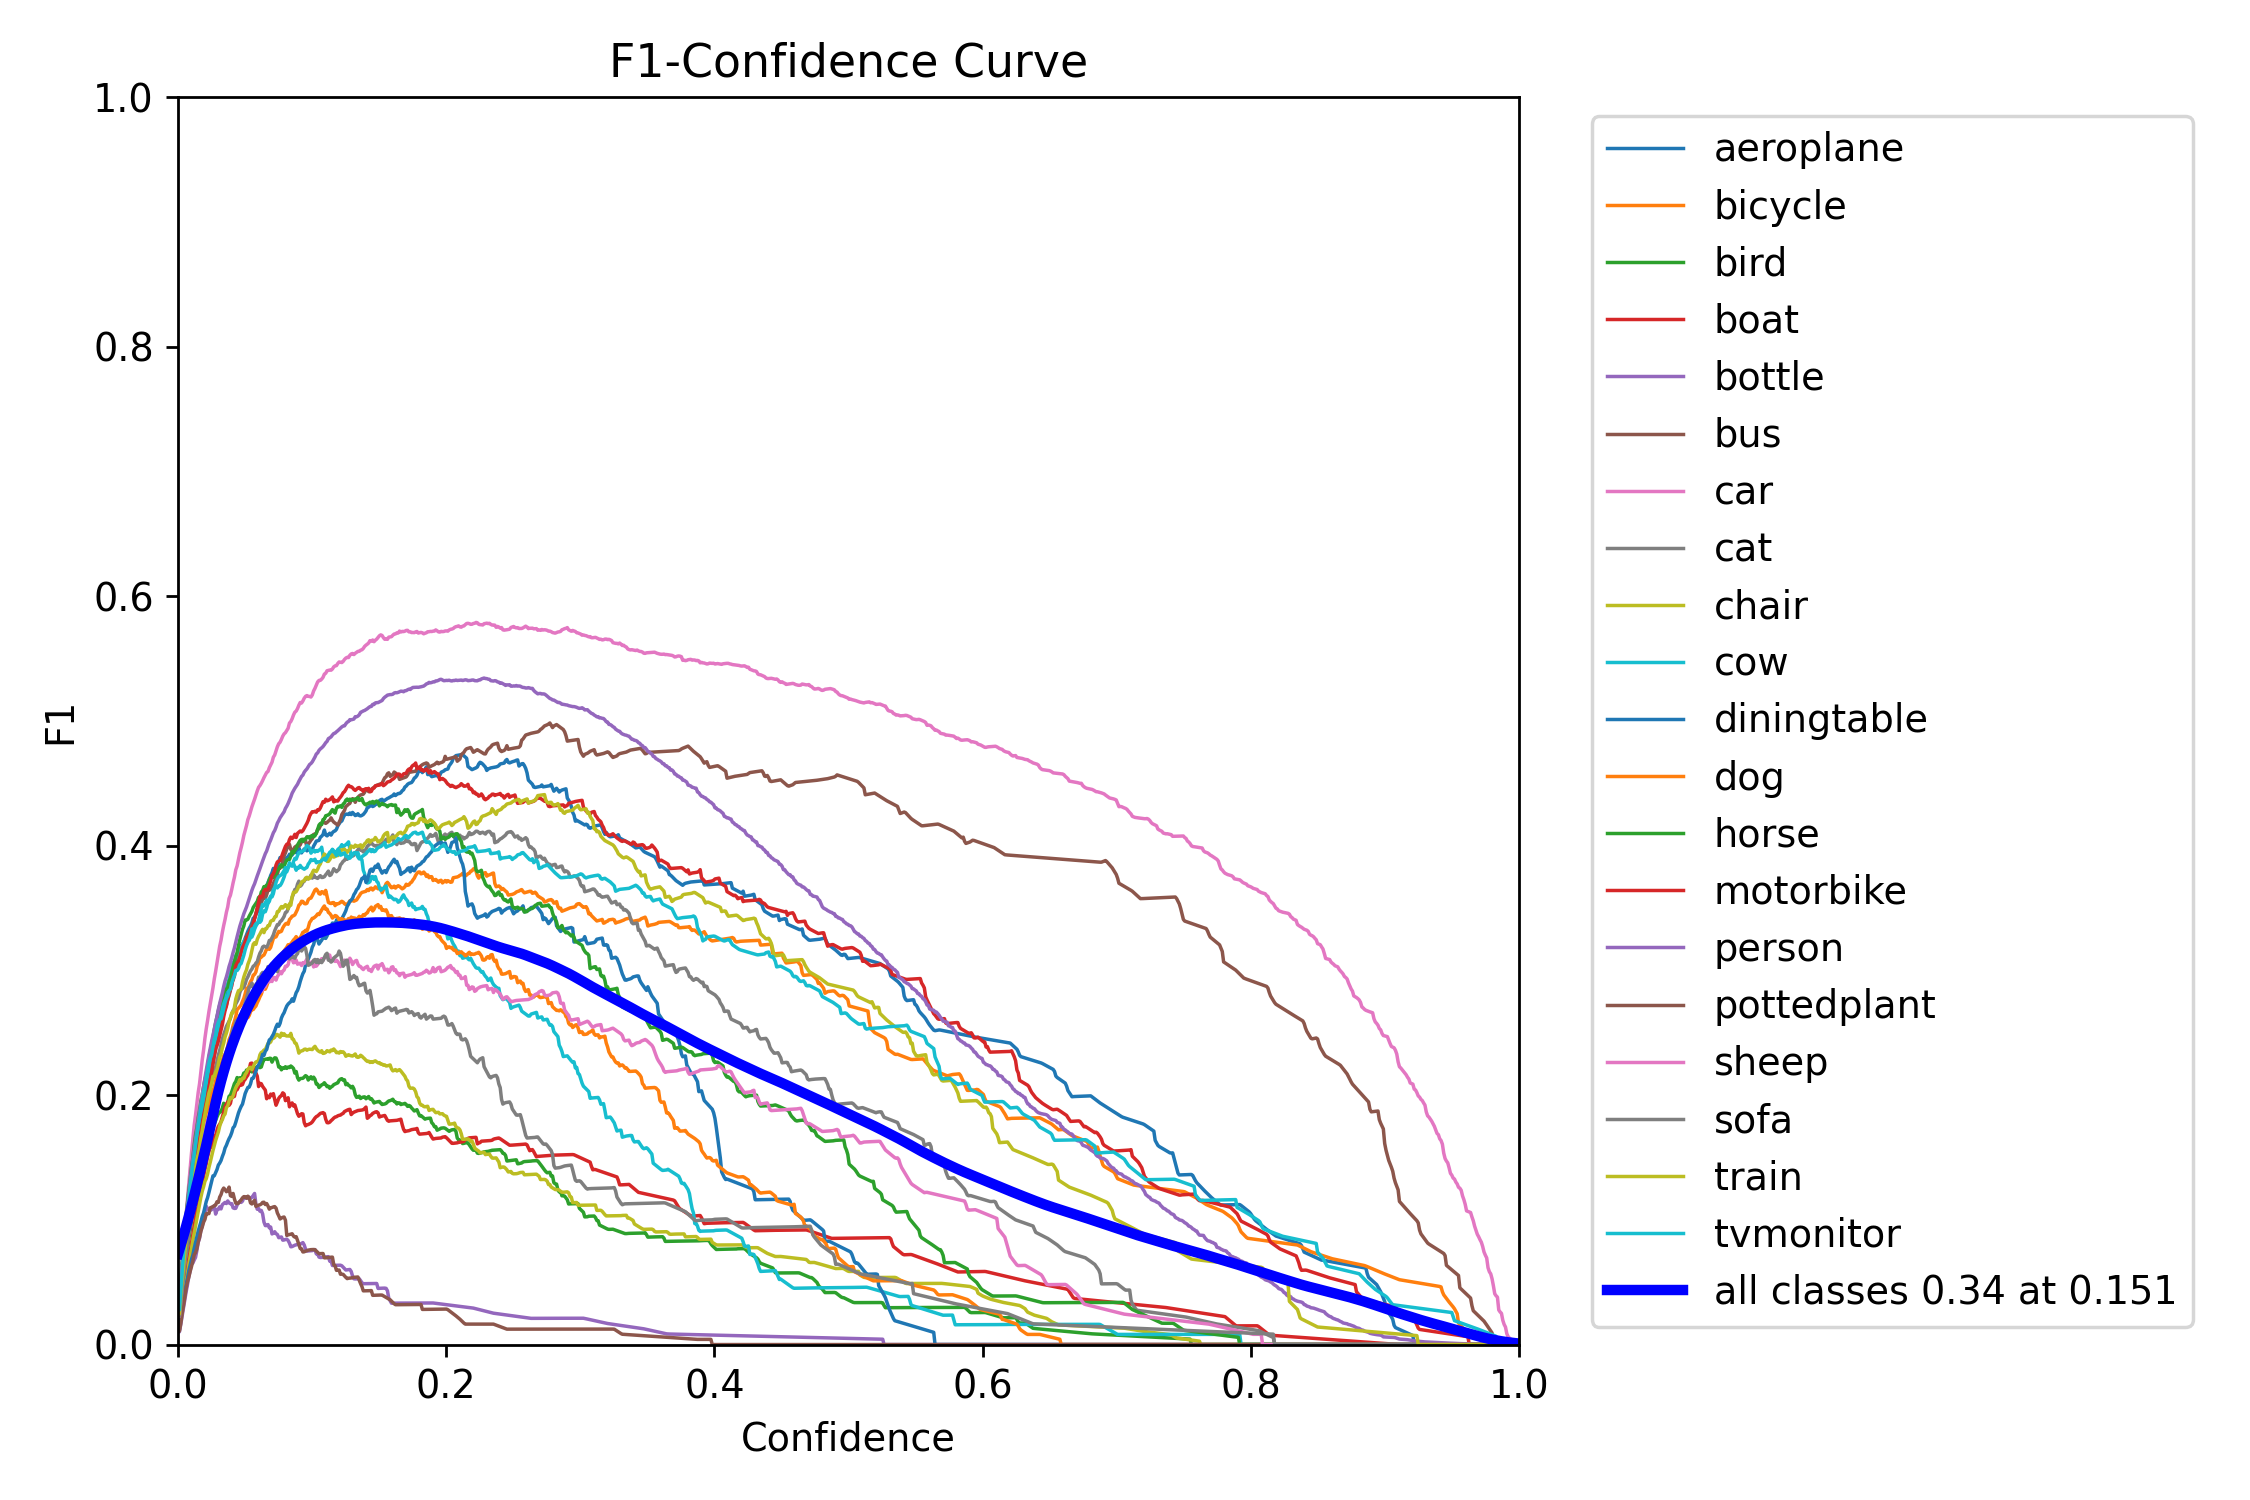 F1-Confidence Curve
1.0
0.8
0.6
0.4
0.2
0.0
F1
0.0 0.2 0.4 0.6 0.8 1.0
Confidence
aeroplane
bicycle
bird
boat
bottle
bus
car
cat
chair
cow
diningtable
dog
horse
motorbike
person
pottedplant
sheep
sofa
train
tvmonitor
all classes 0.34 at 0.151